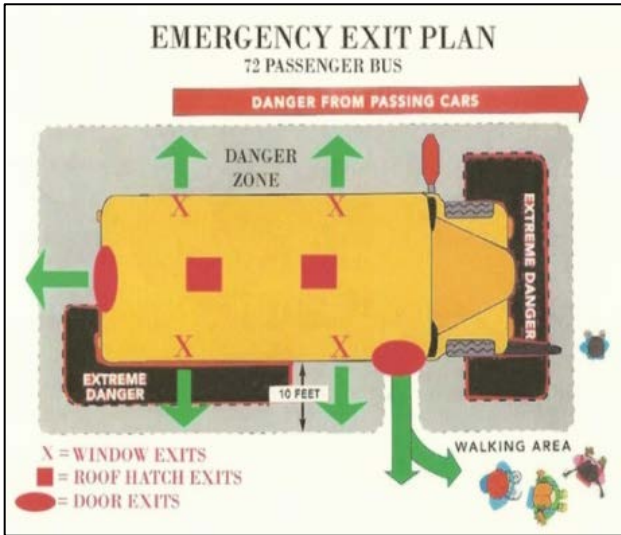 EMERGENCY EXIT PLAN
72 PASSENGER BUS
DANGER FROM PASSING CARS
DANGER
ZONE
X
X
EXTREME DANGER
X
X
EXTREME
DANGER
10 FEET
WALKING AREA
X = WINDOW EXITS
= ROOF HATCH EXITS
= DOOR EXITS